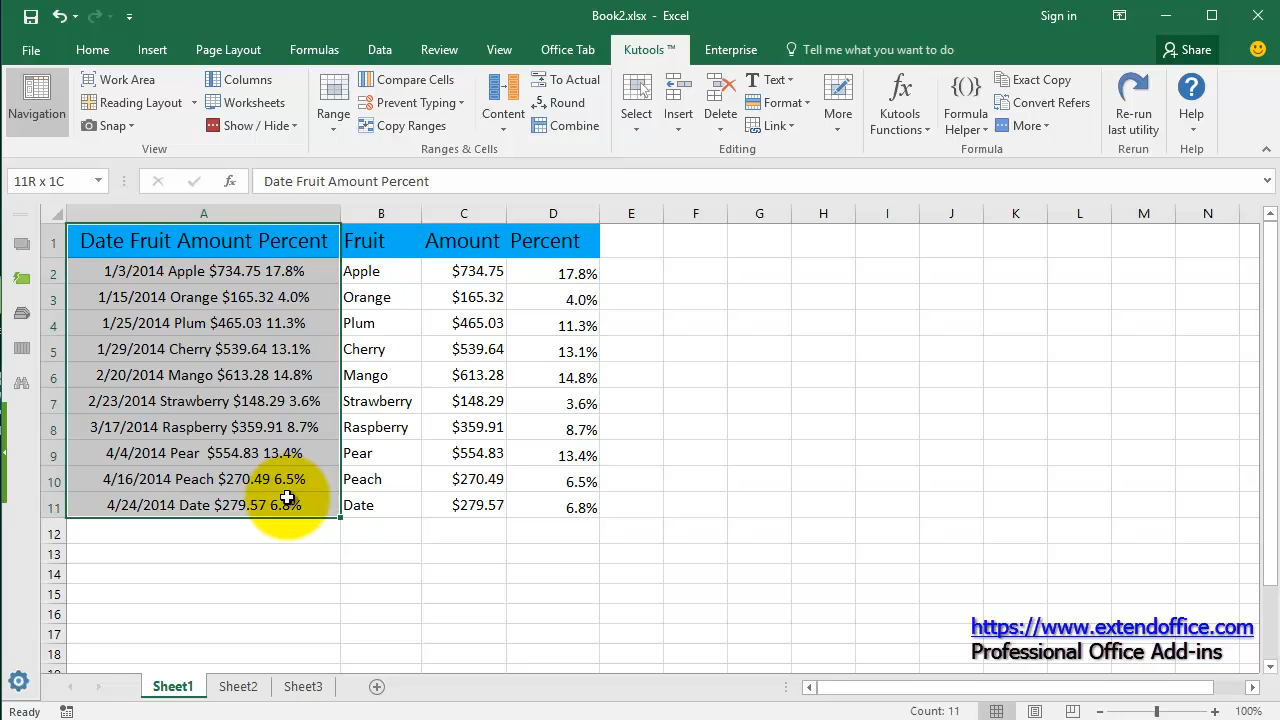 Book2.xlsx - Excel
Sign in
File Home Insert Page Layout Formulas Data Review View Office Tab Kutools ™ Enterprise Tell me what you want to do Share
Navigation
Work Area
Reading Layout
Snap
Columns
Worksheets
Show / Hide
View
Range
Compare Cells
Prevent Typing
Copy Ranges
Content
To Actual
Round
Combine
Ranges & Cells
Select
Insert
Delete
Text
Format
Link
More
Editing
Kutools
Functions
Formula
Helper
Exact Copy
Convert Refers
More
Formula
Re-run
last utility
Rerun
Help
Help
11R x 1C fx Date Fruit Amount Percent
A B C D E F G H I J K L M N
1 Date Fruit Amount Percent Fruit Amount Percent
2 1/3/2014 Apple $734.75 17.8% Apple $734.75 17.8%
3 1/15/2014 Orange $165.32 4.0% Orange $165.32 4.0%
4 1/25/2014 Plum $465.03 11.3% Plum $465.03 11.3%
5 1/29/2014 Cherry $539.64 13.1% Cherry $539.64 13.1%
6 2/20/2014 Mango $613.28 14.8% Mango $613.28 14.8%
7 2/23/2014 Strawberry $148.29 3.6% Strawberry $148.29 3.6%
8 3/17/2014 Raspberry $359.91 8.7% Raspberry $359.91 8.7%
9 4/4/2014 Pear $554.83 13.4% Pear $554.83 13.4%
10 4/16/2014 Peach $270.49 6.5% Peach $270.49 6.5%
11 4/24/2014 Date $279.57 6.8% Date $279.57 6.8%
12
13
14
15
16
17
18
https://www.extendoffice.com
Professional Office Add-ins
Sheet1 Sheet2 Sheet3
Ready Count: 11 100%